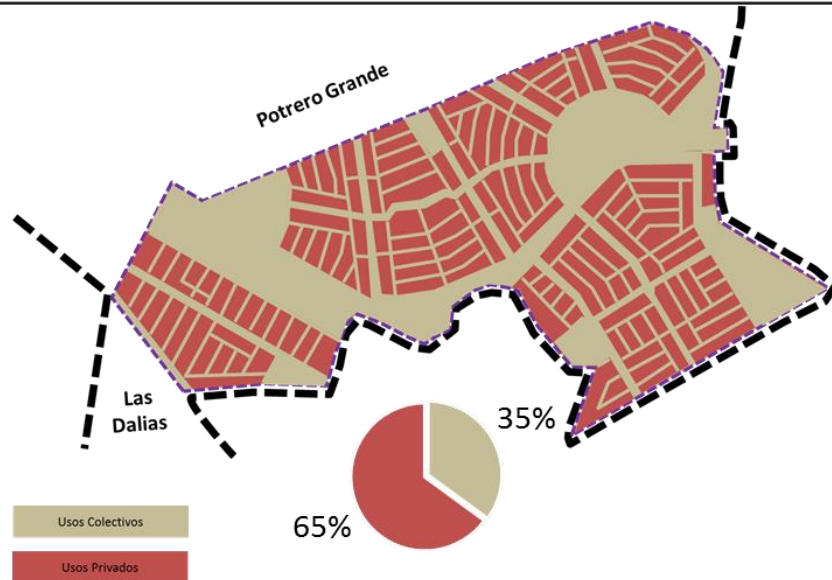 Potrero Grande
Las
Dalias
35%
65%
Usos Colectivos
Usos Privados